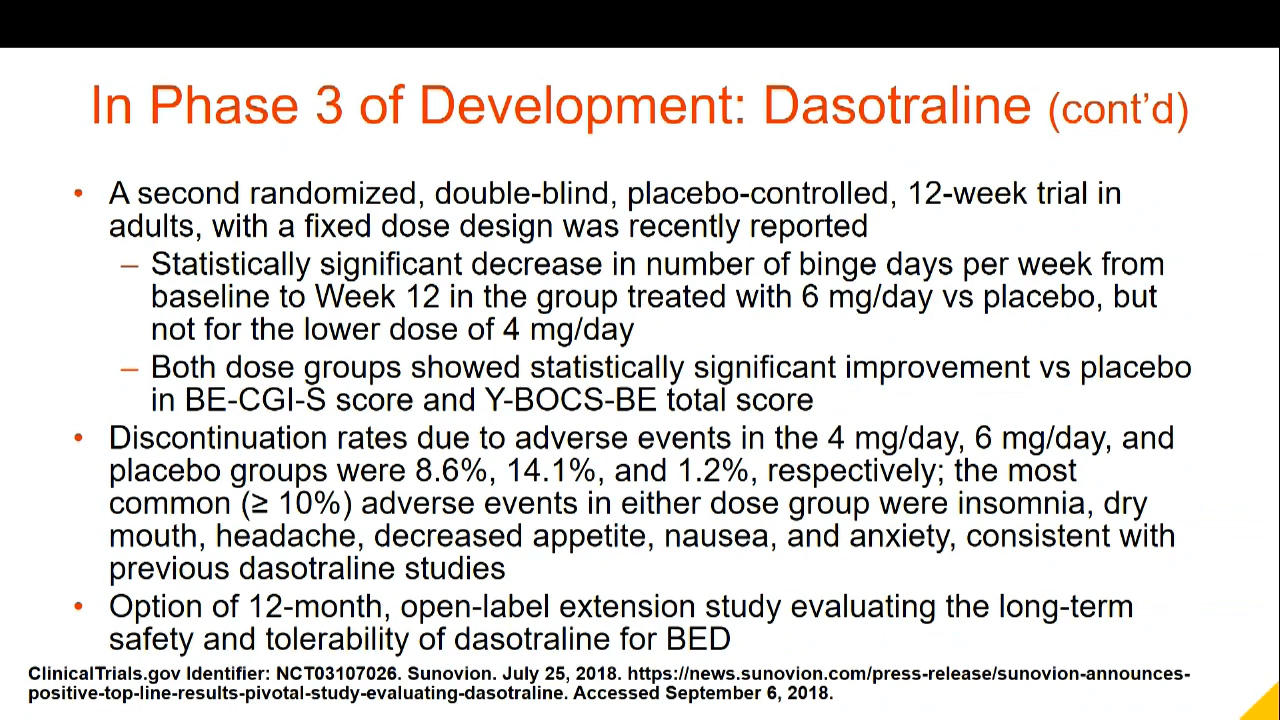 In Phase 3 of Development: Dasotraline (cont’d)
• A second randomized, double-blind, placebo-controlled, 12-week trial in
adults, with a fixed dose design was recently reported
– Statistically significant decrease in number of binge days per week from
baseline to Week 12 in the group treated with 6 mg/day vs placebo, but
not for the lower dose of 4 mg/day
– Both dose groups showed statistically significant improvement vs placebo
in BE-CGI-S score and Y-BOCS-BE total score
• Discontinuation rates due to adverse events in the 4 mg/day, 6 mg/day, and
placebo groups were 8.6%, 14.1%, and 1.2%, respectively; the most
common (≥ 10%) adverse events in either dose group were insomnia, dry
mouth, headache, decreased appetite, nausea, and anxiety, consistent with
previous dasotraline studies
• Option of 12-month, open-label extension study evaluating the long-term
safety and tolerability of dasotraline for BED
ClinicalTrials.gov Identifier: NCT03107026. Sunovion. July 25, 2018. https://news.sunovion.com/press-release/sunovion-announces-
positive-top-line-results-pivotal-study-evaluating-dasotraline. Accessed September 6, 2018.